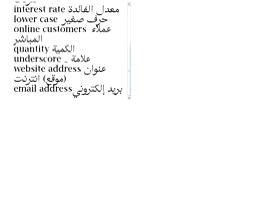 interest rate معدل الفائدة
lower case حرف صغير
online customers عملاء
المباشر
quantity الكمية
underscore _ علامة
website address عنوان
(موقع) انترنت
email address بريد إلكتروني